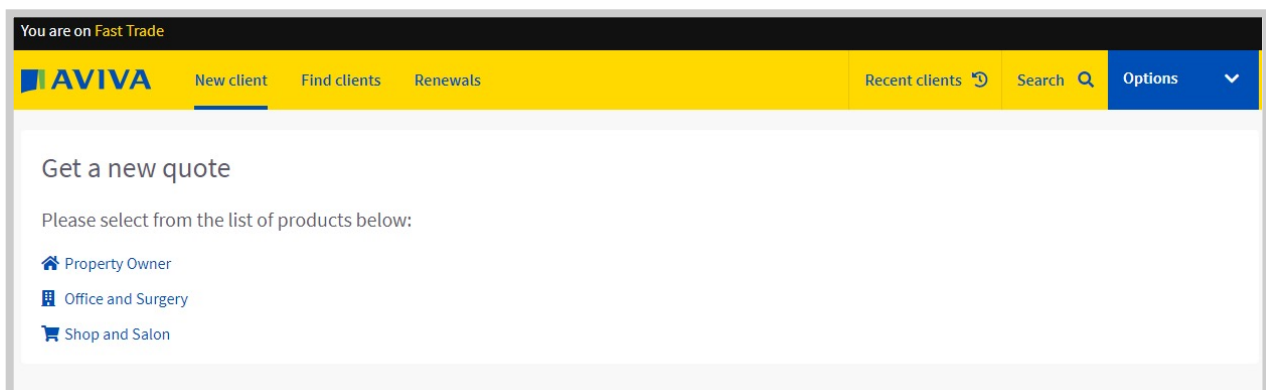 You are on Fast Trade
AVIVA New client Find clients Renewals Recent clients Search Options
Get a new quote
Please select from the list of products below:
Property Owner
Office and Surgery
Shop and Salon